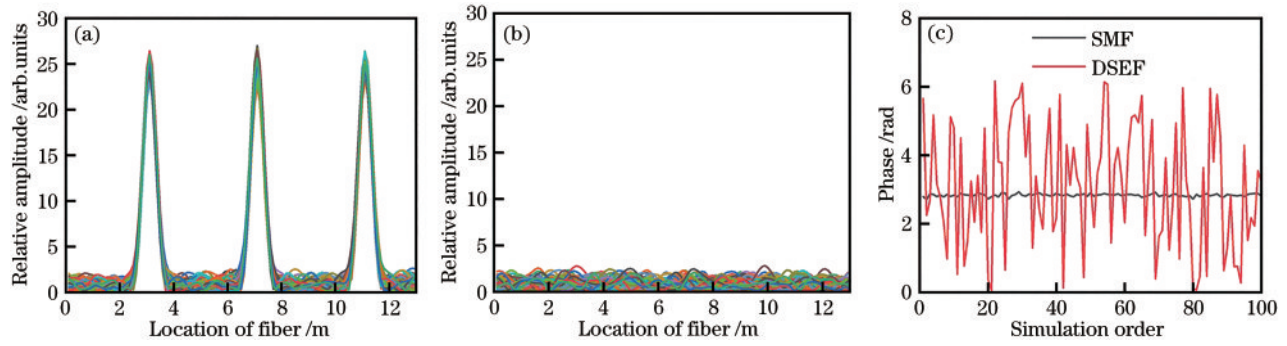 (a)
Relative amplitude /arb.units
30
25
20
15
10
5
0
0 2 4 6 8 10 12
Location of fiber /m
(b)
Relative amplitude /arb.units
30
25
20
15
10
5
0
0 2 4 6 8 10 12
Location of fiber /m
(c)
SMF
DSEF
Phase /rad
8
6
4
2
0
0 20 40 60 80 100
Simulation order